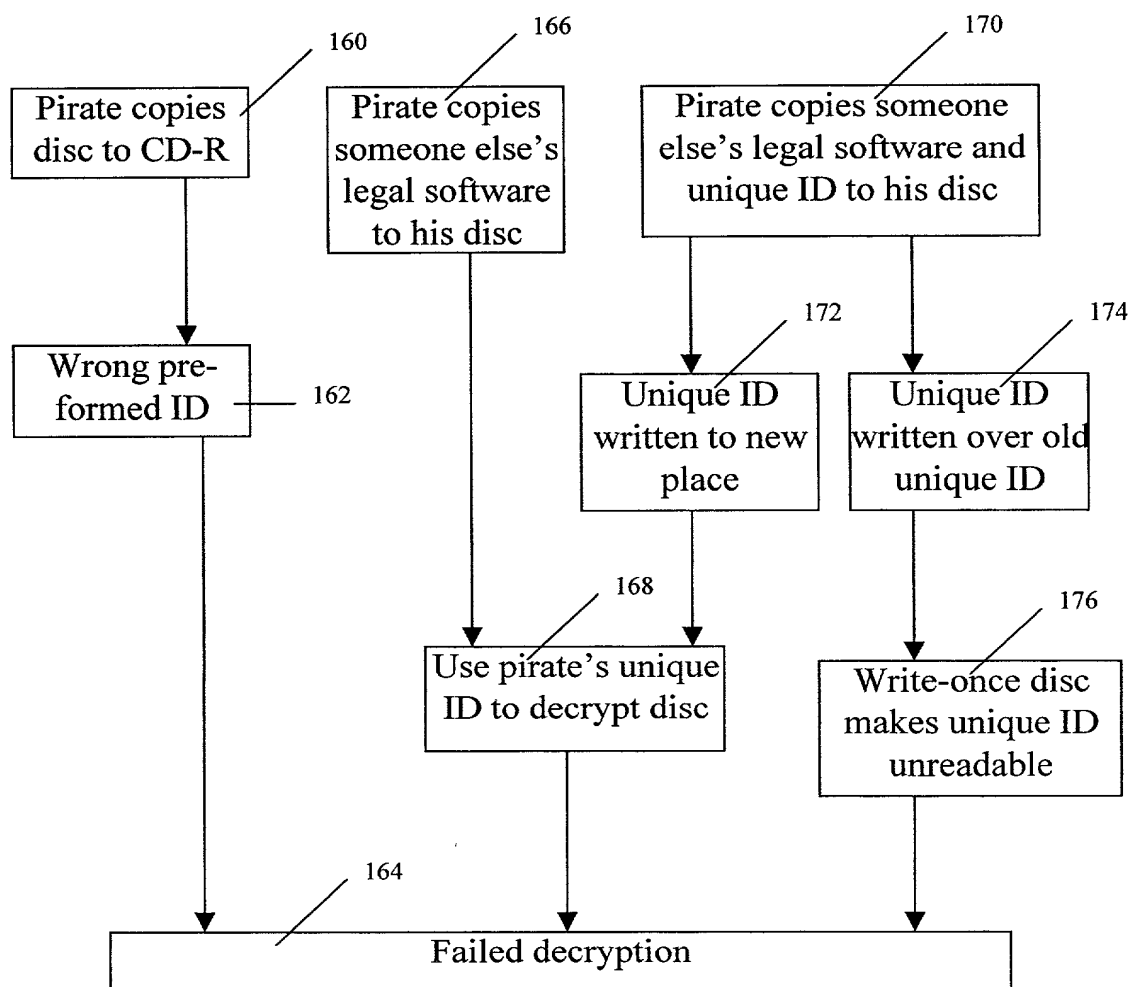 160
Pirate copies
disc to CD-R
166
Pirate copies
someone else's
legal software
to his disc
170
Pirate copies someone
else's legal software and
unique ID to his disc
Wrong pre-
formed ID
162
172
Unique ID
written to new
place
174
Unique ID
written over old
unique ID
168
Use pirate's unique
ID to decrypt disc
176
Write-once disc
makes unique ID
unreadable
164
Failed decryption